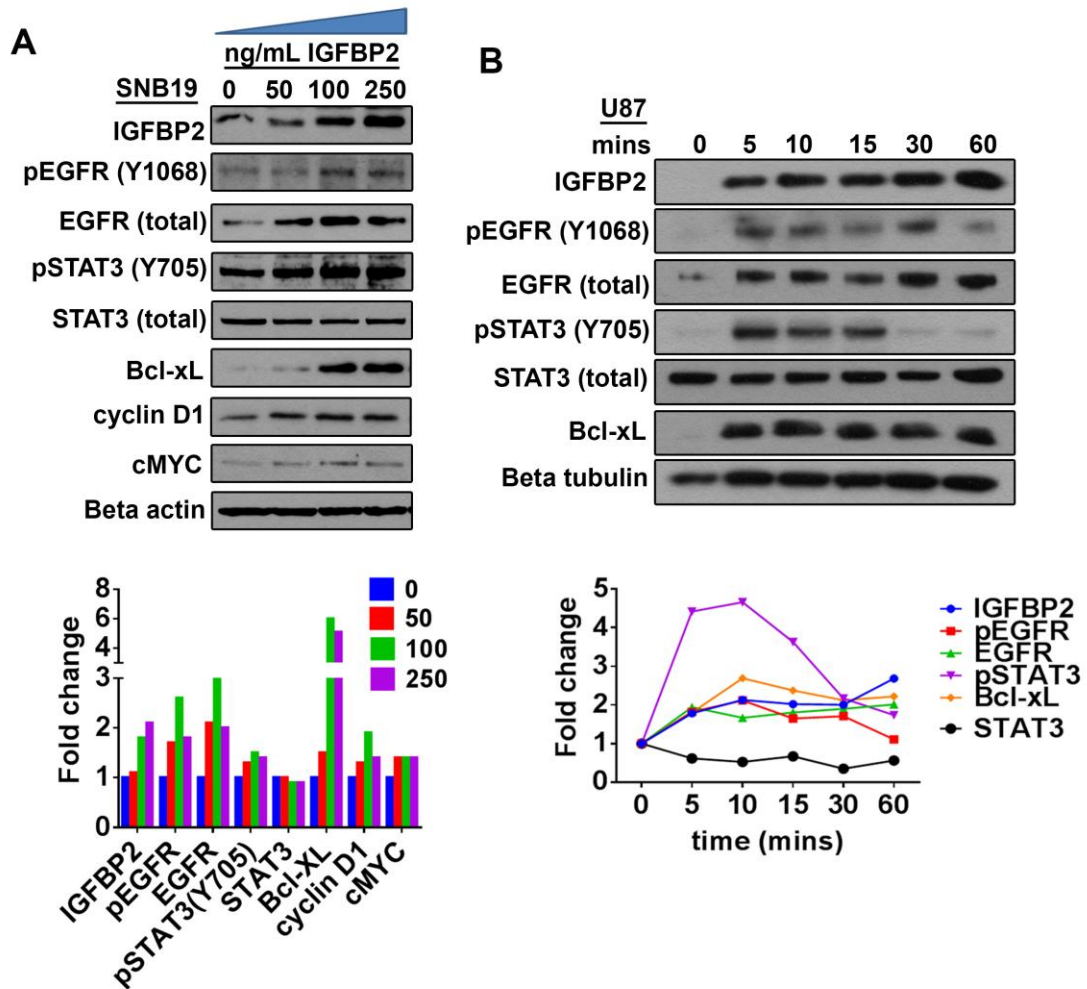 A
ng/mL IGFBP2
SNB19 0 50 100 250
IGFBP2
pEGFR (Y1068)
EGFR (total)
pSTAT3 (Y705)
STAT3 (total)
Bcl-xL
cyclin D1
cMYC
Beta actin
8
6
4
3
2
1
0
Fold change
0
50
100
250
IGFBP2
pEGFR
EGFR
pSTAT3(Y705)
STAT3
Bcl-XL
cyclin D1
cMYC
B
U87
mins 0 5 10 15 30 60
IGFBP2
pEGFR (Y1068)
EGFR (total)
pSTAT3 (Y705)
STAT3 (total)
Bcl-xL
Beta tubulin
5
4
3
2
1
0
Fold change
0 5 10 15 30 60
time (mins)
IGFBP2
pEGFR
EGFR
pSTAT3
Bcl-xL
STAT3